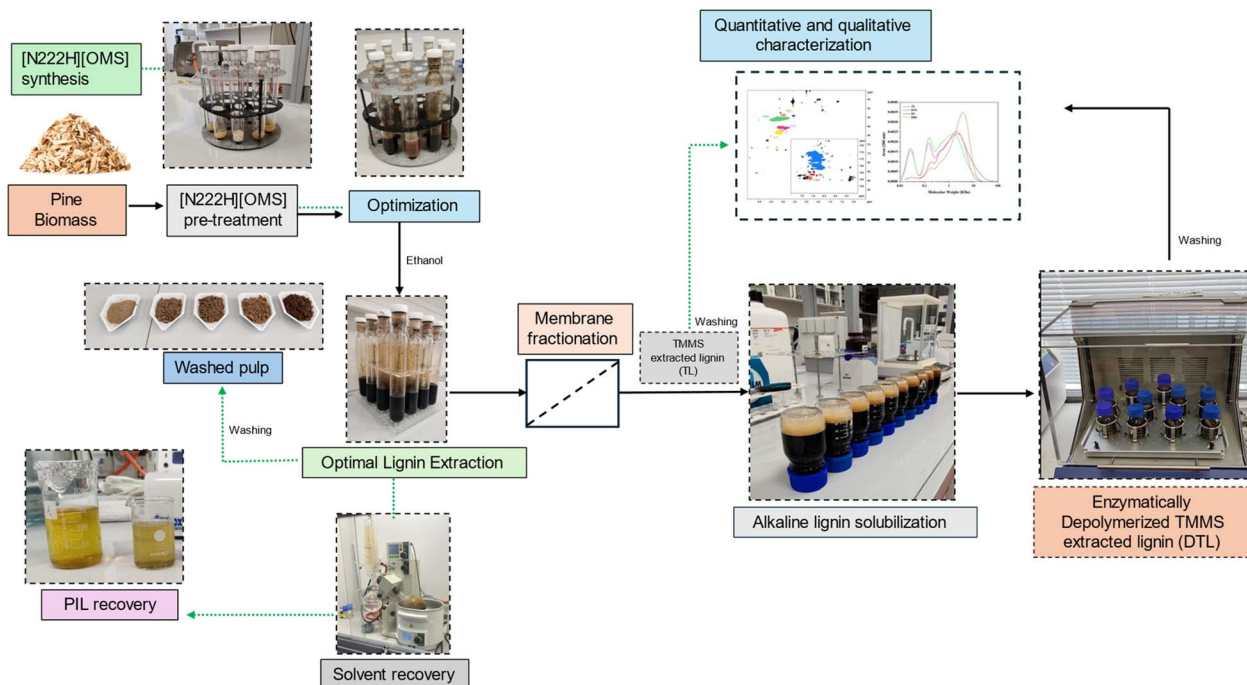 [N222H][OMS]
synthesis
Quantitative and qualitative
characterization
Pine
Biomass
[N222H][OMS]
pre-treatment
Optimization
Ethanol
Washing
Membrane
fractionation
Washing
TMMS
extracted lignin
(TL)
Washed pulp
Washing
Optimal Lignin Extraction
Alkaline lignin solubilization
Enzymatically
Depolymerized TMMS
extracted lignin (DTL)
PIL recovery
Solvent recovery
Molecular Weight (KDa)